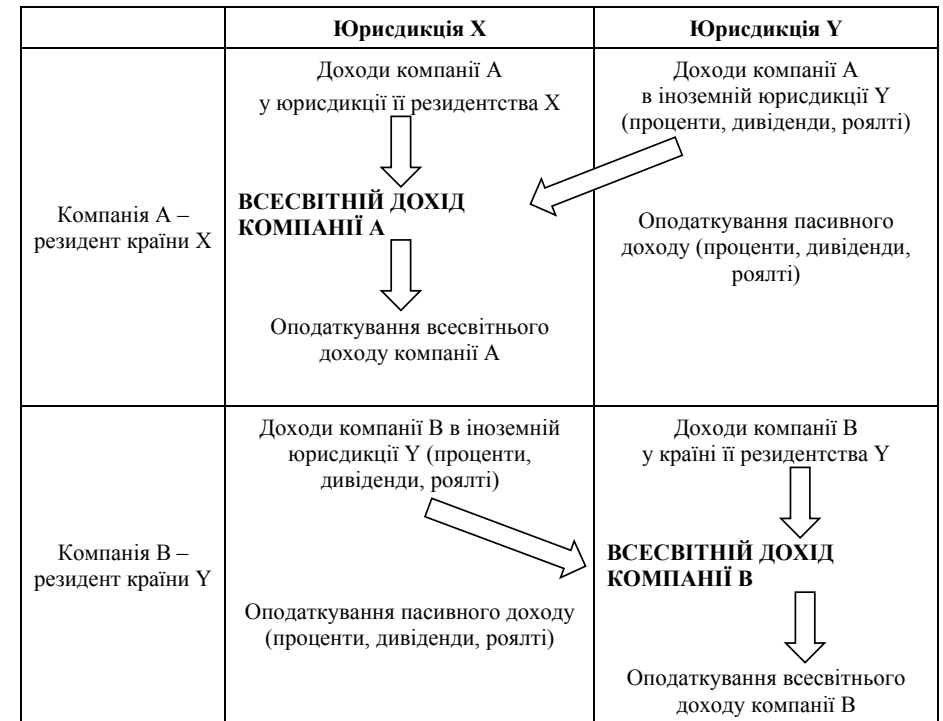 Юрисдикція X
Юрисдикція Y
Компанія А –
резидент країни X
Доходи компанії А
у юрисдикції її резидентства X
ВСЕСВІТНІЙ ДОХІД
КОМПАНІЇ А
Оподаткування всесвітнього
доходу компанії А
Доходи компанії А
в іноземній юрисдикції Y
(проценти, дивіденди, роялті)
Оподаткування пасивного
доходу (проценти, дивіденди,
роялті)
Компанія В –
резидент країни Y
Доходи компанії В в іноземній
юрисдикції Y (проценти,
дивіденди, роялті)
Оподаткування пасивного доходу
(проценти, дивіденди, роялті)
Доходи компанії В
у країні її резидентства Y
ВСЕСВІТНІЙ ДОХІД
КОМПАНІЇ В
Оподаткування всесвітнього
доходу компанії В